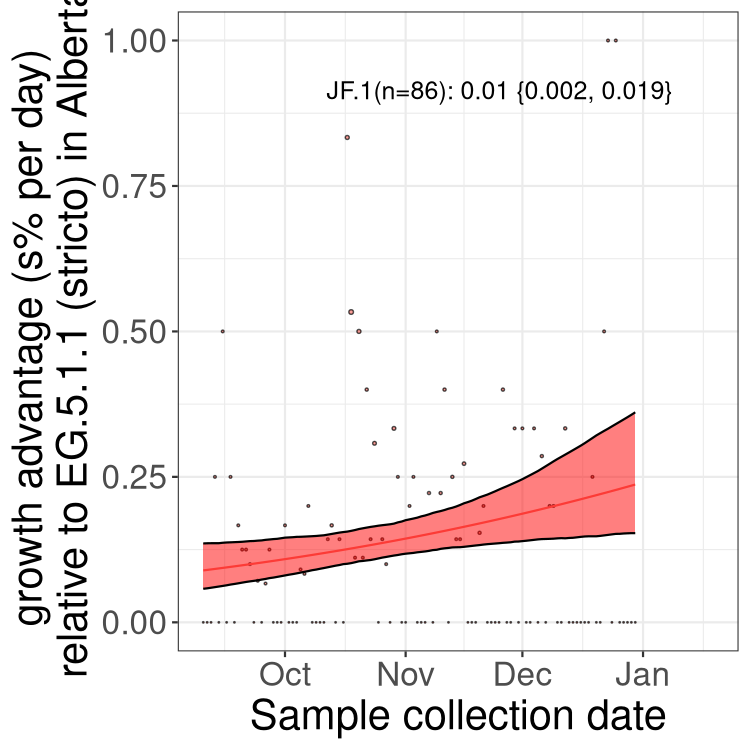 growth advantage (s% per day)
relative to EG.5.1.1 (stricto) in Alberta
1.00
0.75
0.50
0.25
0.00
JF.1(n=86): 0.01 {0.002, 0.019}
Oct Nov Dec Jan
Sample collection date